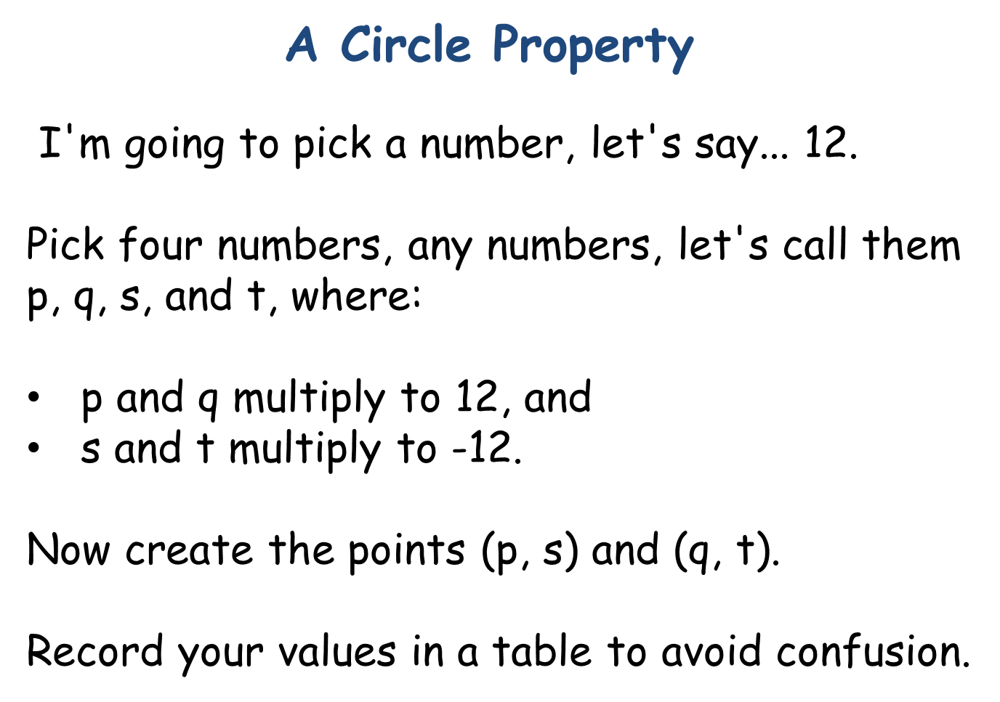 A Circle Property
I'm going to pick a number, let's say... 12.
Pick four numbers, any numbers, let's call them
p, q, s, and t, where:
• p and q multiply to 12, and
• s and t multiply to -12.
Now create the points (p, s) and (q, t).
Record your values in a table to avoid confusion.